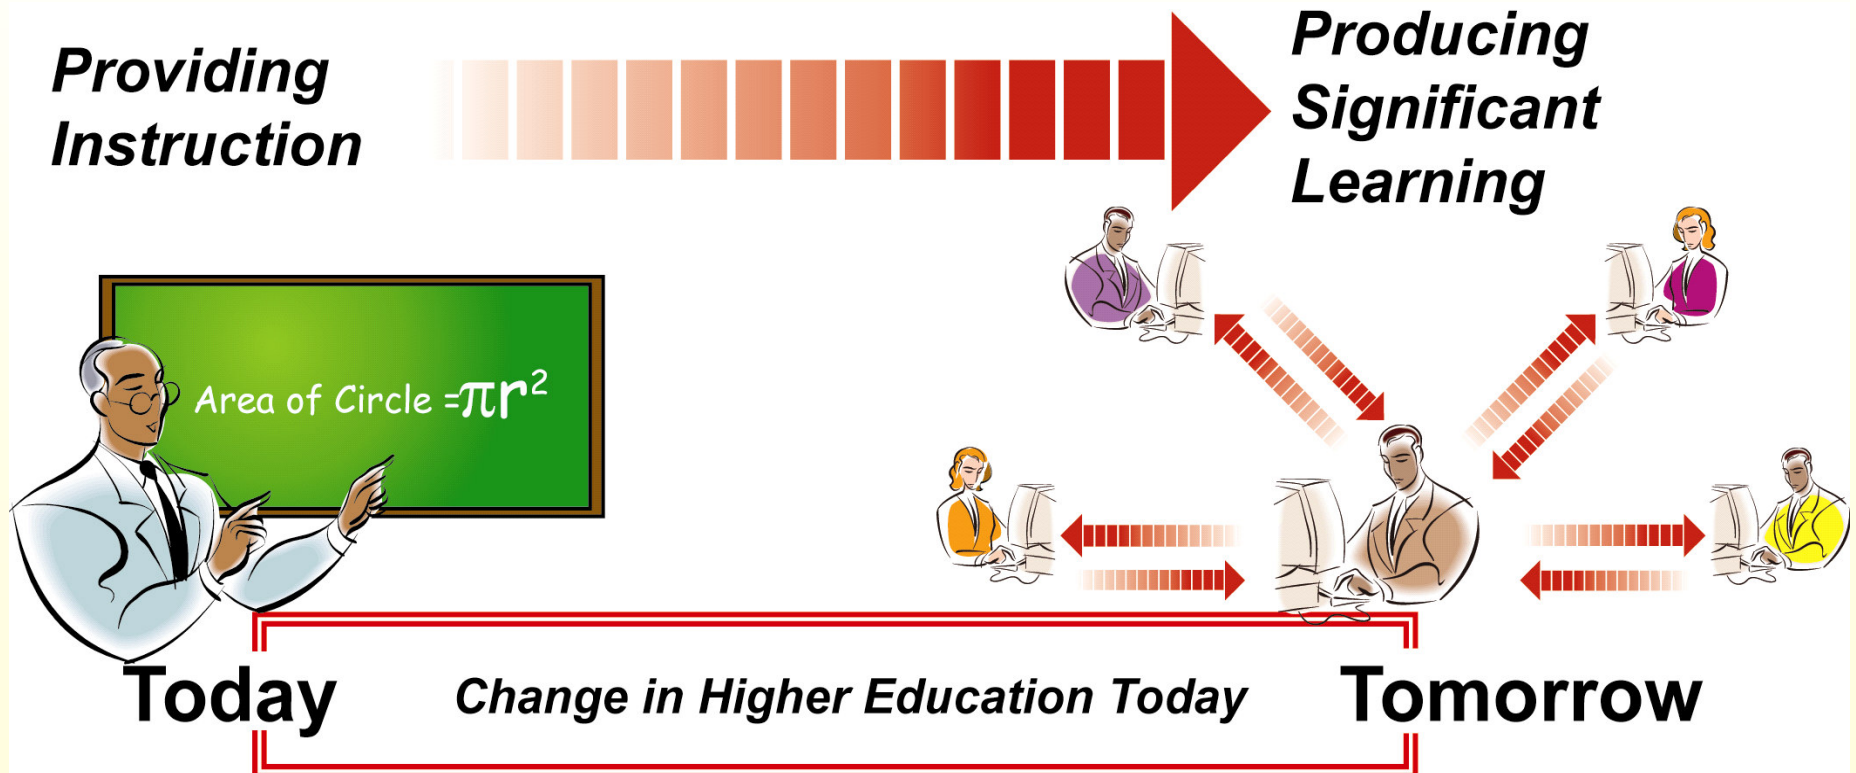 Providing
Instruction
Producing
Significant
Learning
Area of Circle =πr²
Today
Change in Higher Education Today
Tomorrow